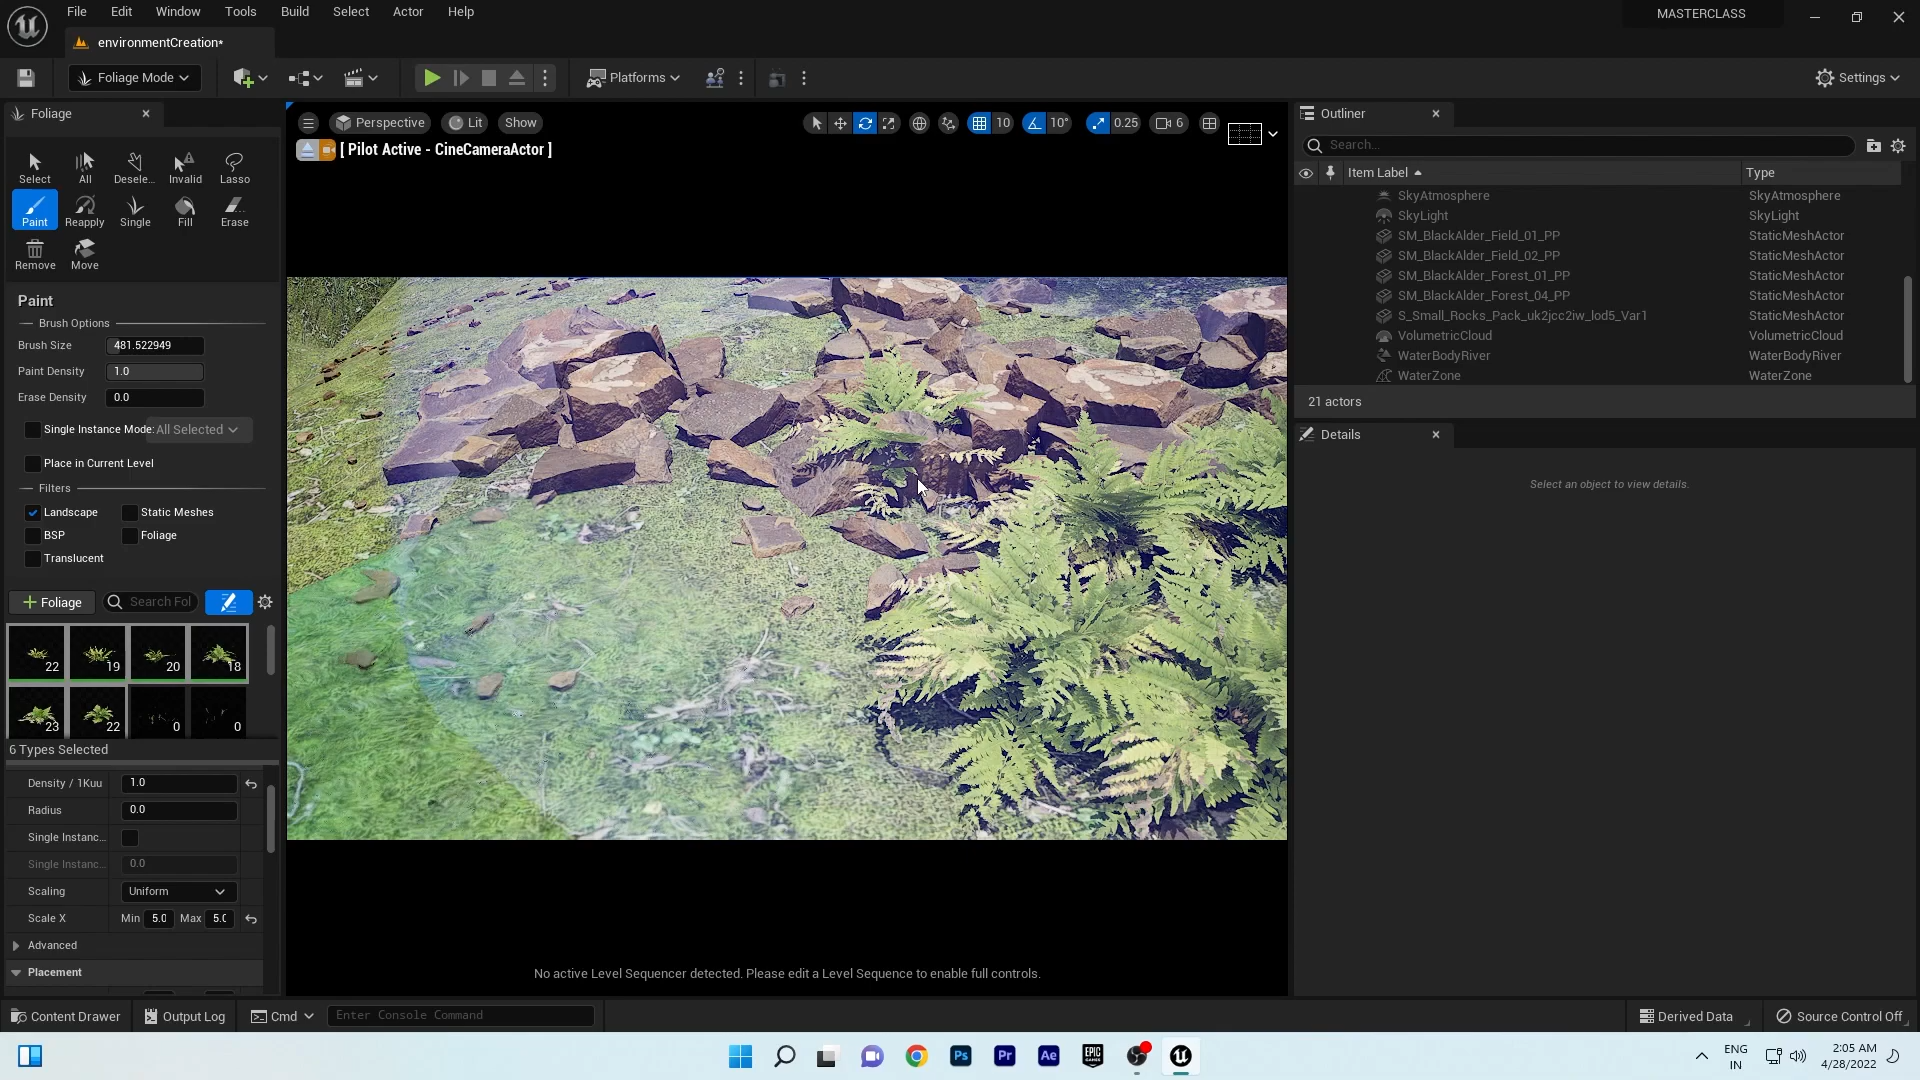 File Edit Window Tools Build Select Actor Help
MASTERCLASS
environmentCreation*
Foliage Mode
Platforms
Settings
Foliage
Perspective Lit Show
10 10° 0.25 6
[ Pilot Active - CineCameraActor ]
Select All Desele... Invalid Lasso
Paint Reapply Single Fill Erase
Remove Move
Paint
Brush Options
Brush Size 481.522949
Paint Density 1.0
Erase Density 0.0
Single Instance Mode: All Selected
Place in Current Level
Filters
Landscape Static Meshes
BSP Foliage
Translucent
Foliage Search Fol
22 19 20 18
23 22 0 0
6 Types Selected
Density / 1Kuu 1.0
Radius 0.0
Single Instanc...
Single Instanc... 0.0
Scaling Uniform
Scale X Min 5.0 Max
Advanced
Placement
No active Level Sequencer detected. Please edit a Level Sequence to enable full controls.
Outliner
Search...
Item Label Type
SkyAtmosphere SkyAtmosphere
SkyLight SkyLight
SM_BlackAlder_Field_01_PP StaticMeshActor
SM_BlackAlder_Field_02_PP StaticMeshActor
SM_BlackAlder_Forest_01_PP StaticMeshActor
SM_BlackAlder_Forest_04_PP StaticMeshActor
S_Small_Rocks_Pack_uk2jcc2iw_lod5_Var1 StaticMeshActor
VolumetricCloud VolumetricCloud
WaterBodyRiver WaterBodyRiver
WaterZone WaterZone
21 actors
Details
Select an object to view details.
Content Drawer Output Log Cmd Enter Console Command
Derived Data Source Control Off
Ps Pr Ae EPIC GAMES
ENG
IN
2:05 AM
4/28/2022